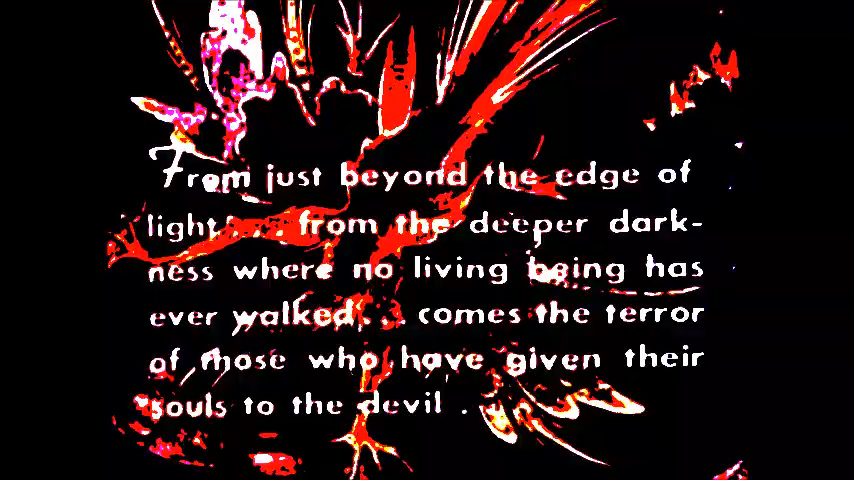 From just beyond the edge of
light . . . from the deeper dark-
ness where no living being has
ever walked . . . comes the terror
of those who have given their
souls to the devil .